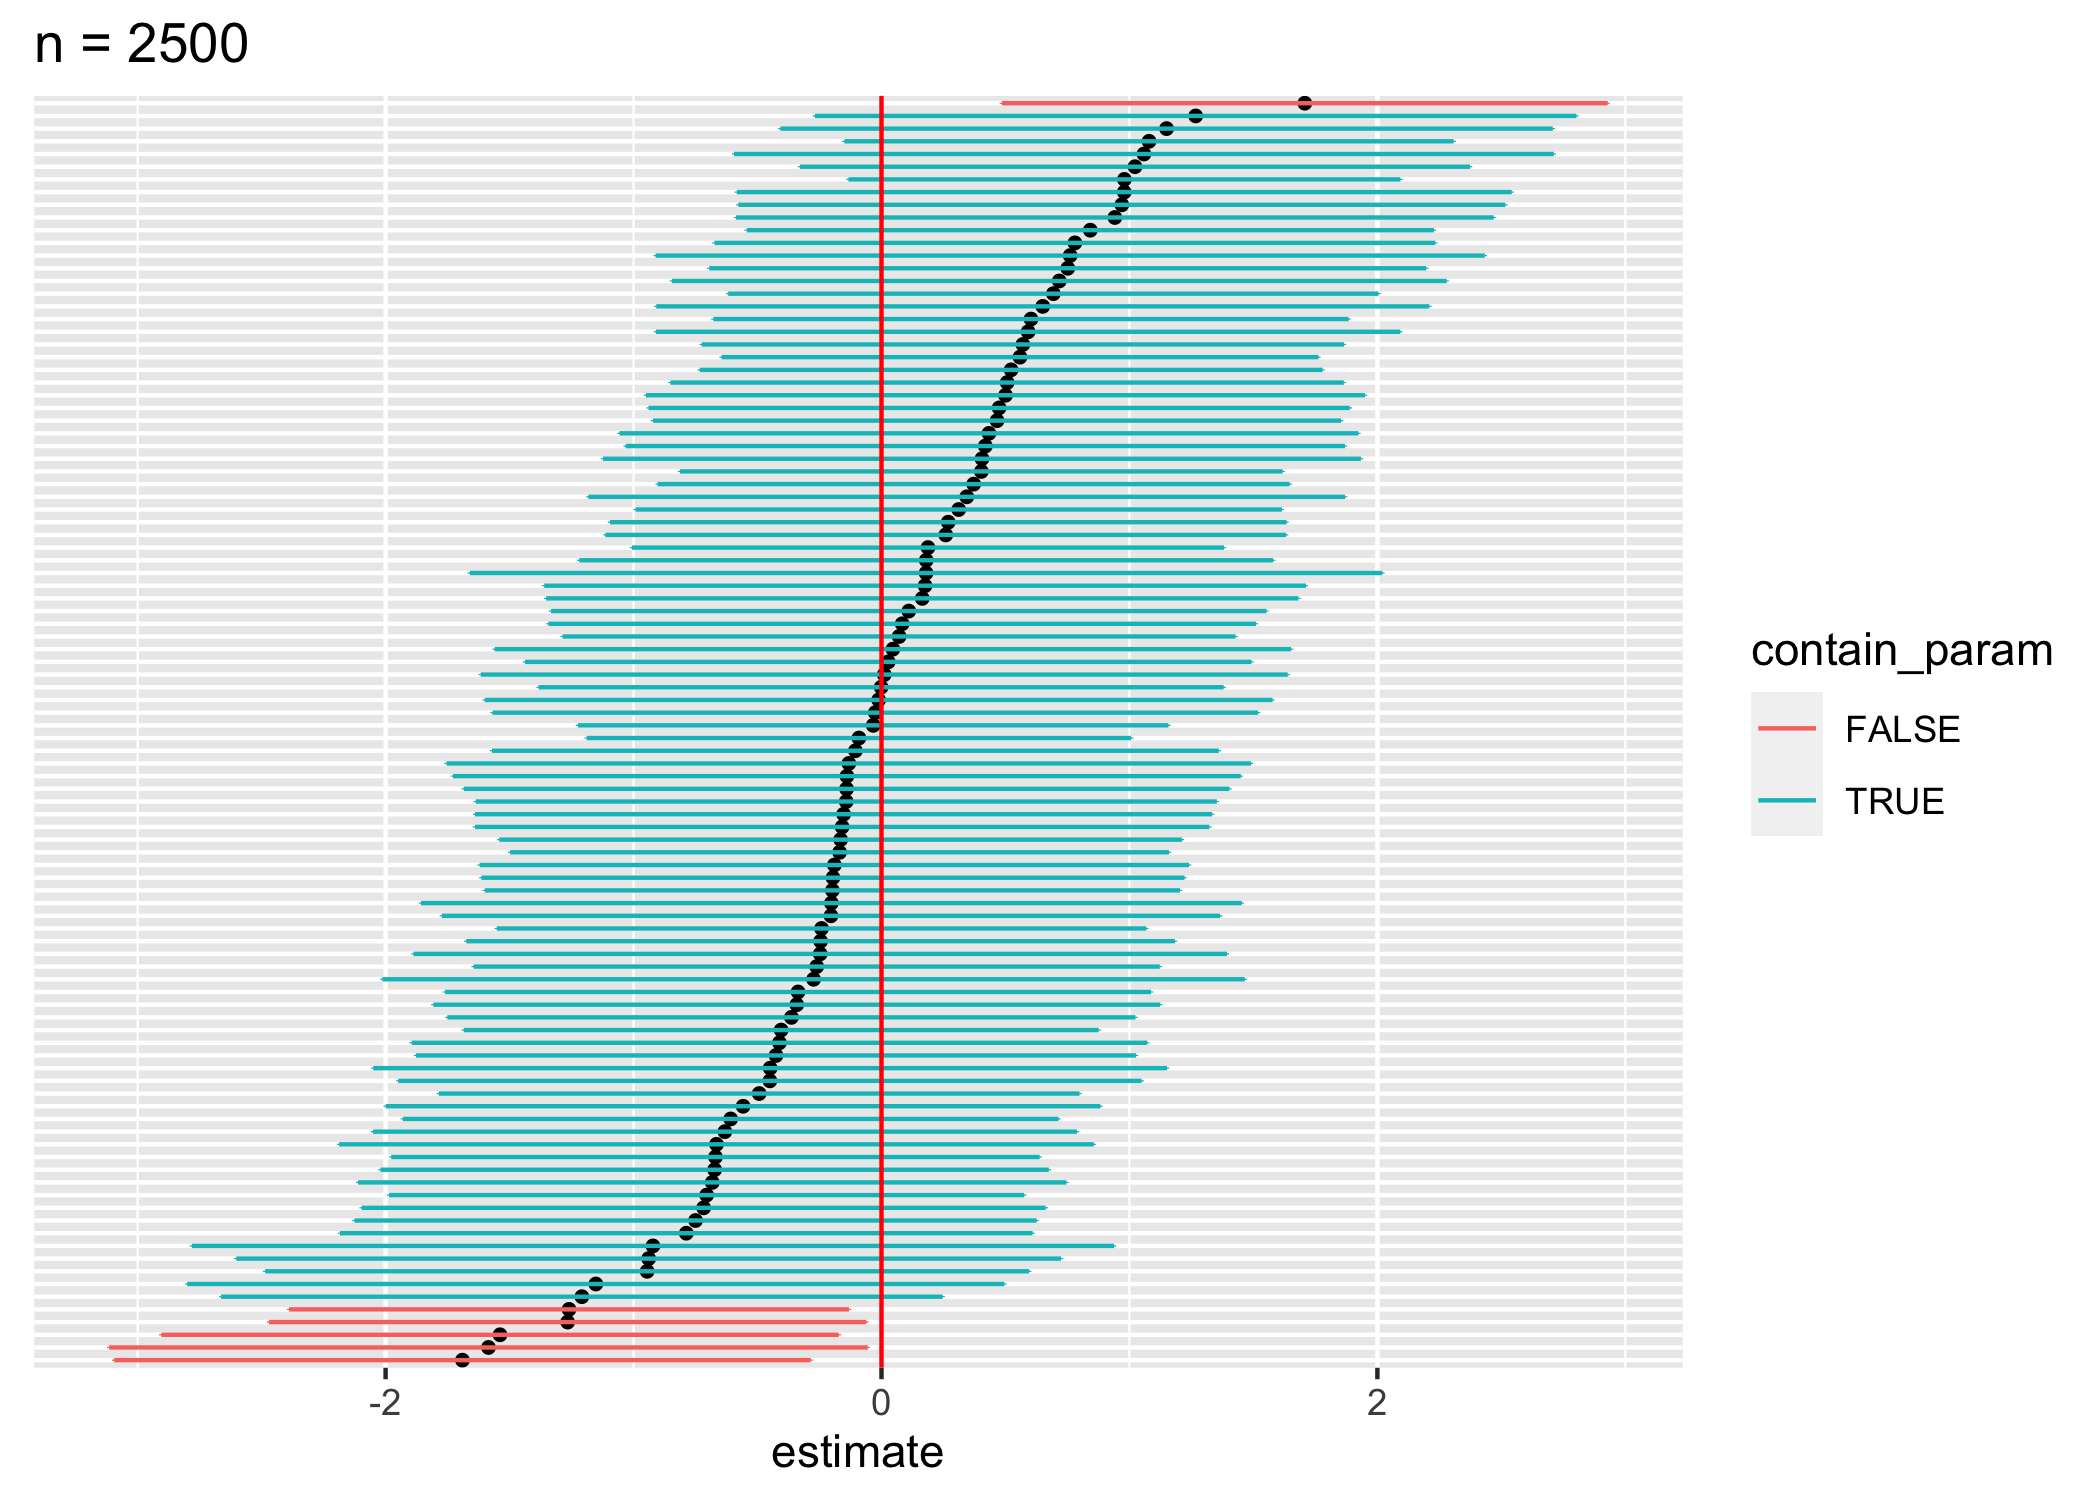 n = 2500
contain_param
FALSE
TRUE
-2
0
2
estimate